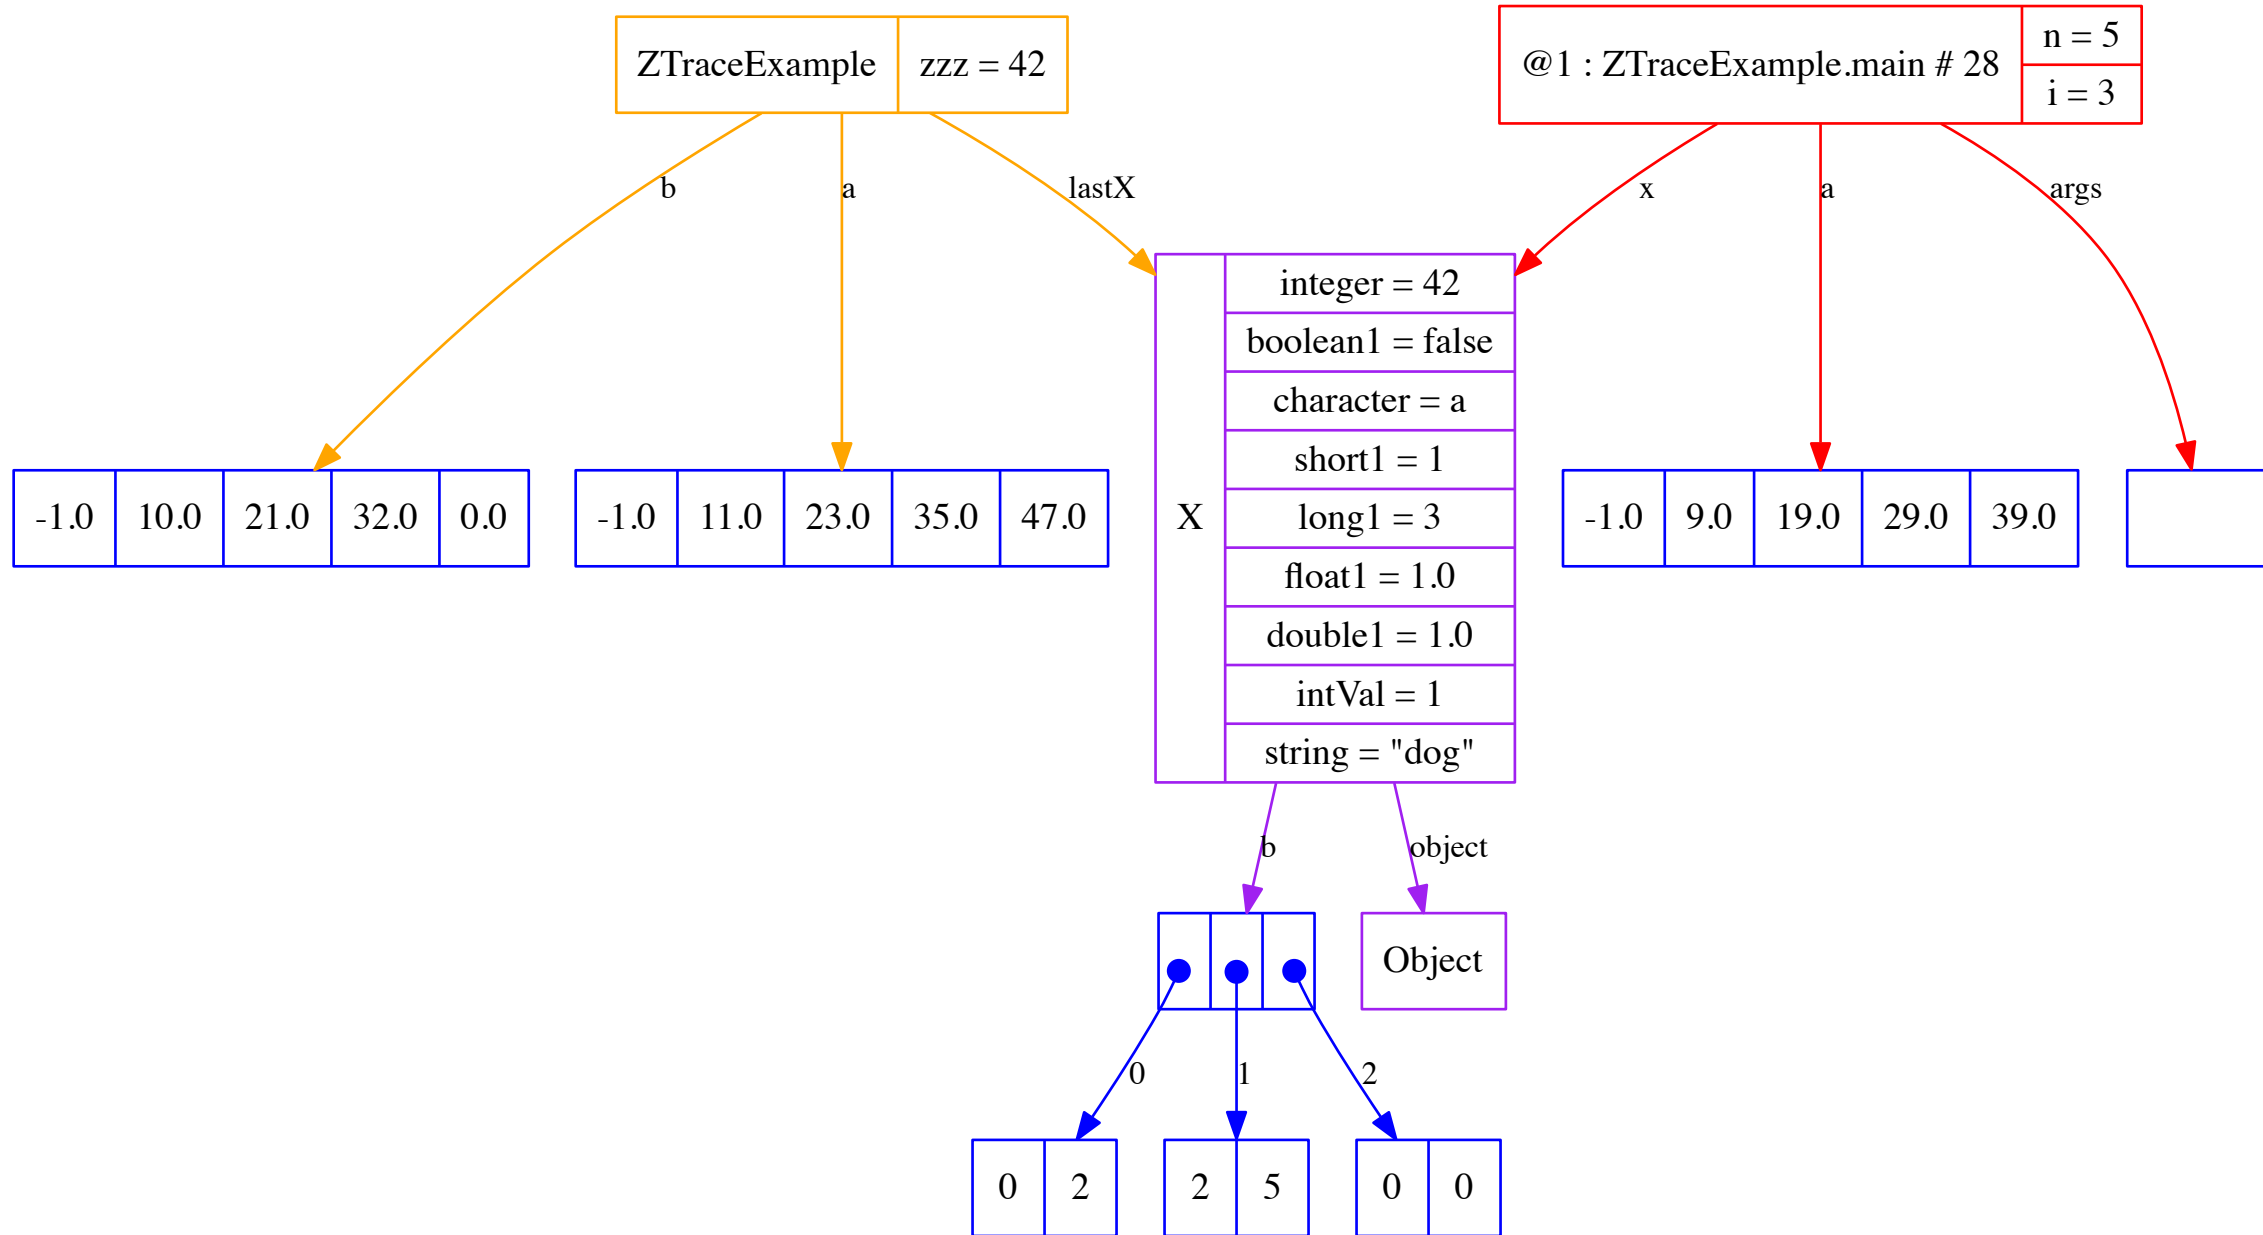 ZTraceExample zzz = 42
@1 : ZTraceExample.main # 28
n = 5
i = 3
b
a
lastX
x
a
args
-1.0 10.0 21.0 32.0 0.0
-1.0 11.0 23.0 35.0 47.0
X
integer = 42
boolean1 = false
character = a
short1 = 1
long1 = 3
float1 = 1.0
double1 = 1.0
intVal = 1
string = "dog"
-1.0 9.0 19.0 29.0 39.0
b
object
Object
0
1
2
0 2
2 5
0 0